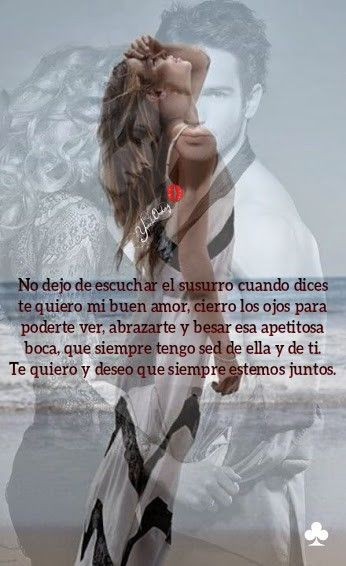 No dejo de escuchar el susurro cuando dices
te quiero mi buen amor, cierro los ojos para
poderte ver, abrazarte y besar esa apetitosa
boca, que siempre tengo sed de ella y de ti.
Te quiero y deseo que siempre estemos juntos.